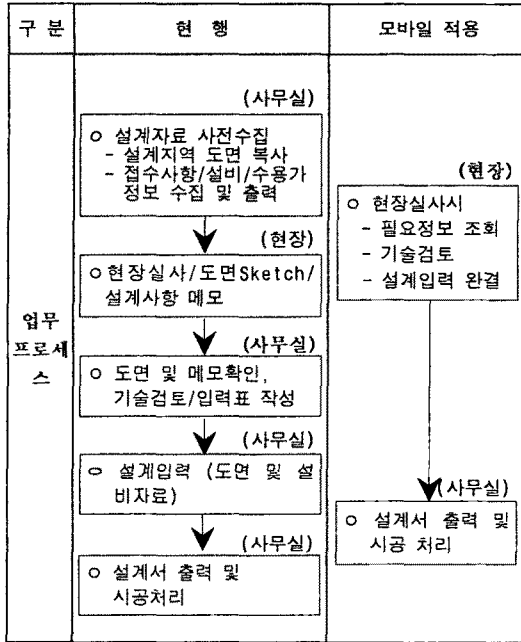 구 분
현 행
모바일 적용
업무
프로세
스
(사무실)
○ 설계자료 사전수집
- 설계지역 도면 복사
- 접수사항/설비/수용가
정보 수집 및 출력
(현장)
○ 현장실사/도면Sketch/
설계사항 메모
(사무실)
○ 도면 및 메모확인,
기술검토/입력표 작성
(사무실)
○ 설계입력 (도면 및 설
비자료)
(사무실)
○ 설계서 출력 및
시공처리
(현장)
○ 현장실사시
- 필요정보 조회
- 기술검토
- 설계입력 완결
(사무실)
○ 설계서 출력 및
시공 처리